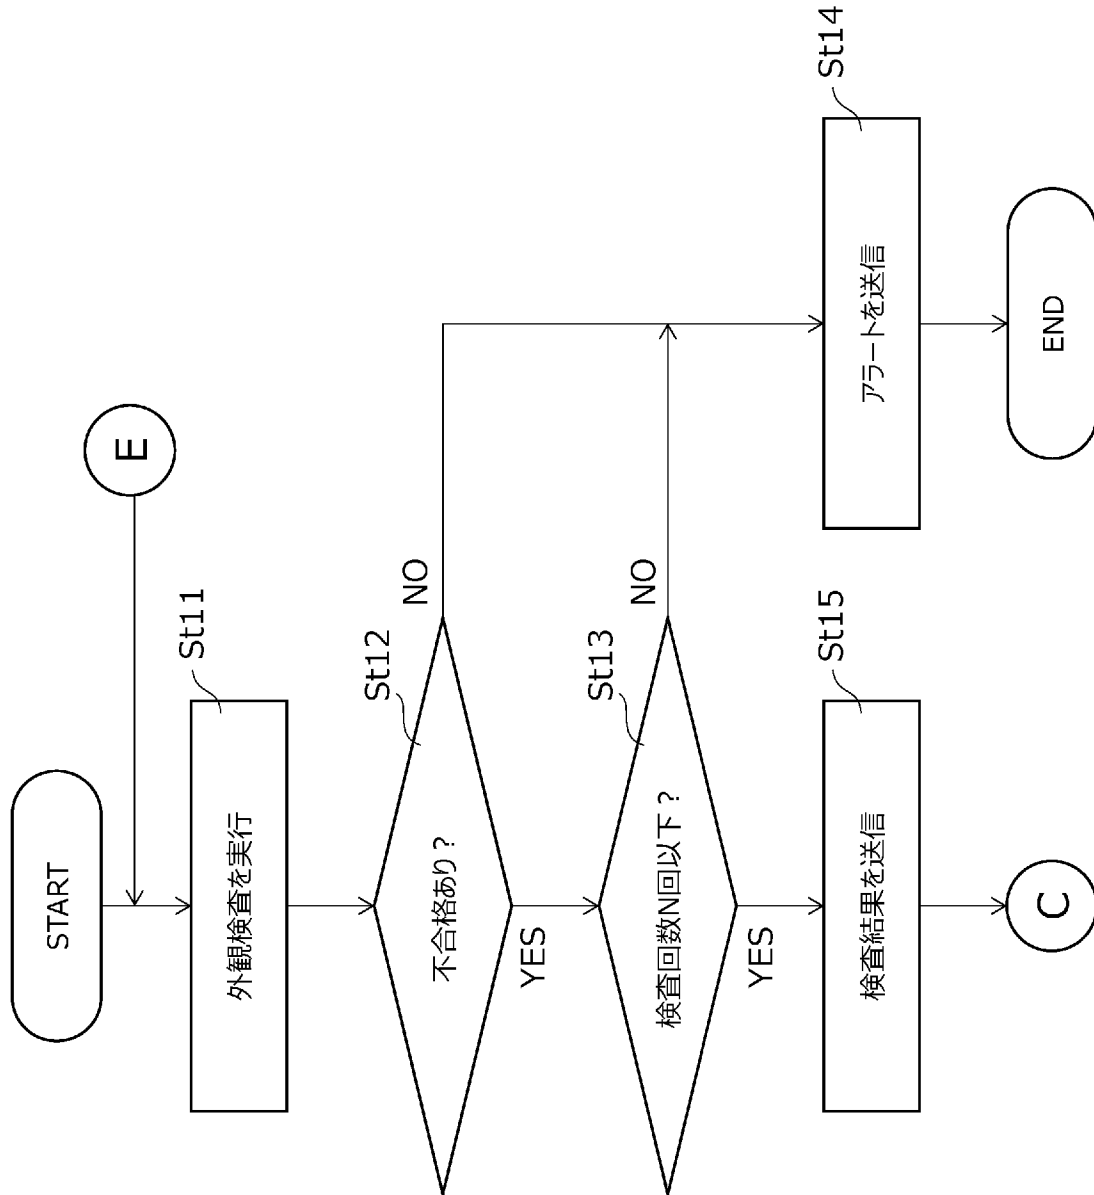 START
E
St11
外観検査を実行
St12
不合格あり？
NO
YES
St13
検査回数N回以下？
NO
YES
St15
検査結果を送信
St14
アラートを送信
C
END